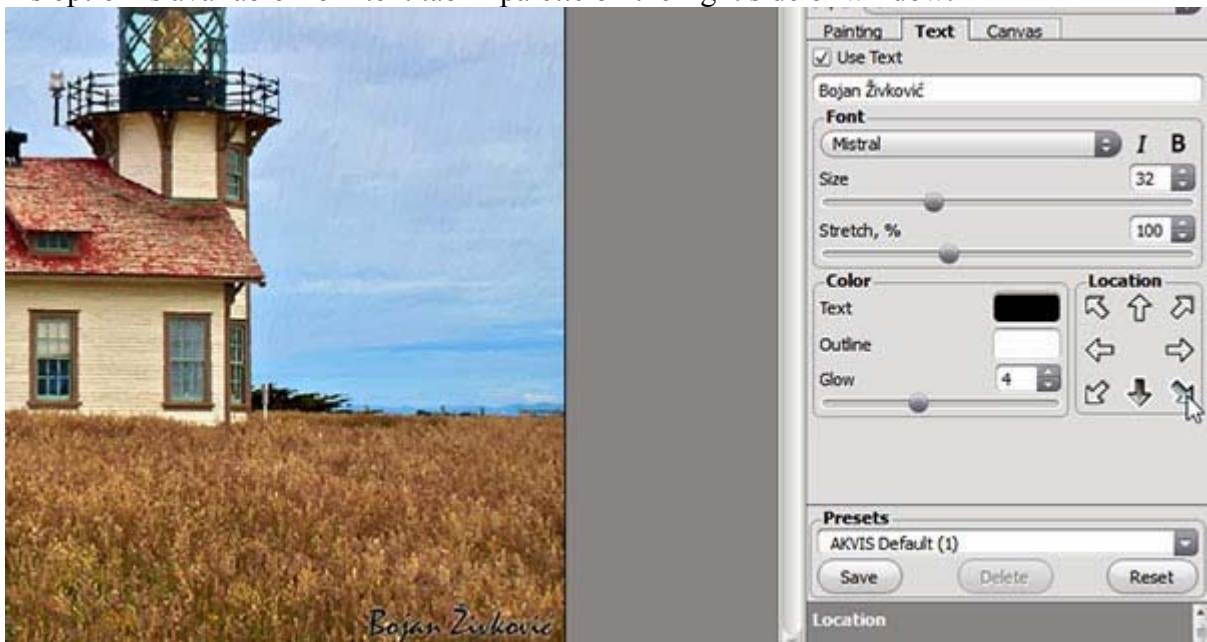 Painting Text Canvas
Use Text
Bojan Živković
Font
Mistral I B
Size 32
Stretch, % 100
Color
Text
Outline
Glow 4
Location
Presets
AKVIS Default (1)
Save Delete Reset
Location
Bojan Živković